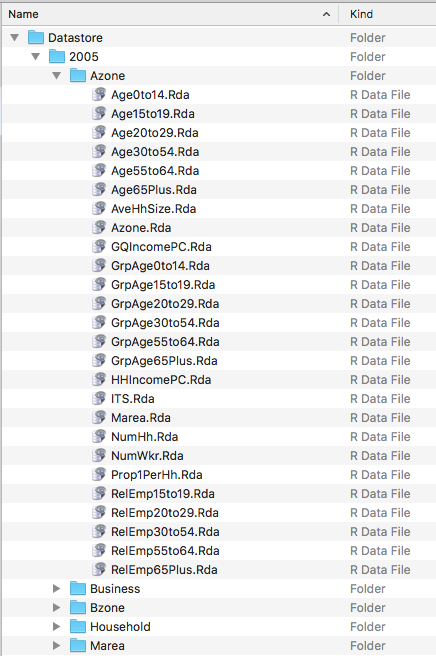 Name Kind
Datastore Folder
2005 Folder
Azone Folder
Age0to14.Rda R Data File
Age15to19.Rda R Data File
Age20to29.Rda R Data File
Age30to54.Rda R Data File
Age55to64.Rda R Data File
Age65Plus.Rda R Data File
AveHhSize.Rda R Data File
Azone.Rda R Data File
GQIncomePC.Rda R Data File
GrpAge0to14.Rda R Data File
GrpAge15to19.Rda R Data File
GrpAge20to29.Rda R Data File
GrpAge30to54.Rda R Data File
GrpAge55to64.Rda R Data File
GrpAge65Plus.Rda R Data File
HHIncomePC.Rda R Data File
ITS.Rda R Data File
Marea.Rda R Data File
NumHh.Rda R Data File
NumWkr.Rda R Data File
Prop1PerHh.Rda R Data File
RelEmp15to19.Rda R Data File
RelEmp20to29.Rda R Data File
RelEmp30to54.Rda R Data File
RelEmp55to64.Rda R Data File
RelEmp65Plus.Rda R Data File
Business Folder
Bzone Folder
Household Folder
Marea Folder